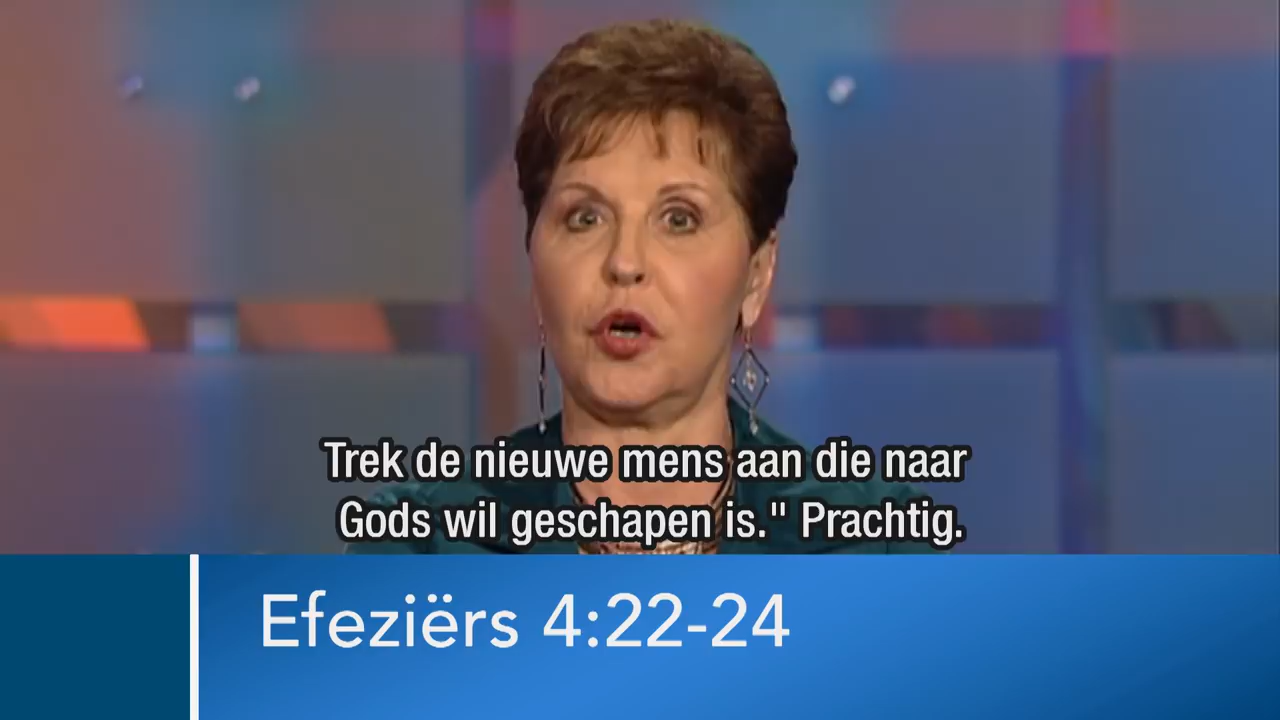 Trek de nieuwe mens aan die naar
Gods wil geschapen is." Prachtig.
Efeziërs 4:22-24